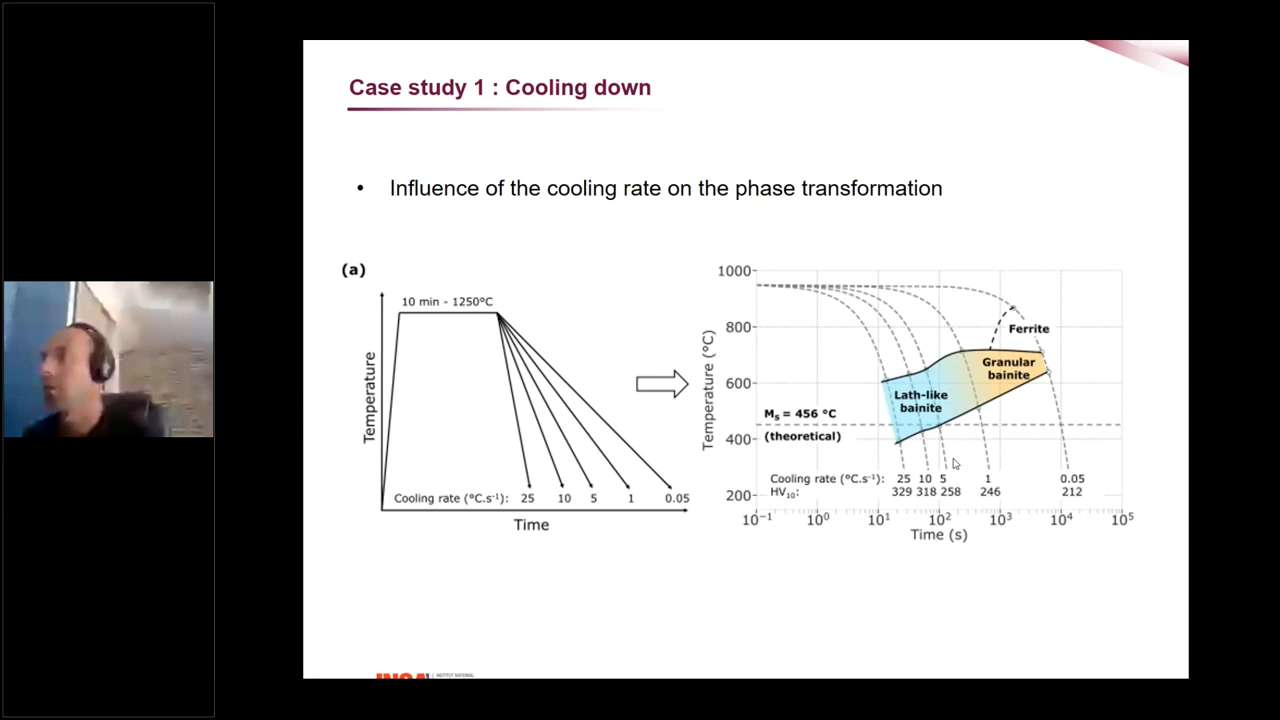 Case study 1 : Cooling down
• Influence of the cooling rate on the phase transformation
(a)
10 min - 1250°C
Temperature
Cooling rate (°C.s⁻¹): 25 10 5 1 0.05
Time
1000
800
600
400
200
Temperature (°C)
Ferrite
Granular
bainite
Lath-like
bainite
Ms = 456 °C
(theoretical)
Cooling rate (°C.s⁻¹): 25 10 5 1 0.05
HV₁₀: 329 318 258 246 212
10⁻¹ 10⁰ 10¹ 10² 10³ 10⁴ 10⁵
Time (s)
INSA INSTITUT NATIONAL